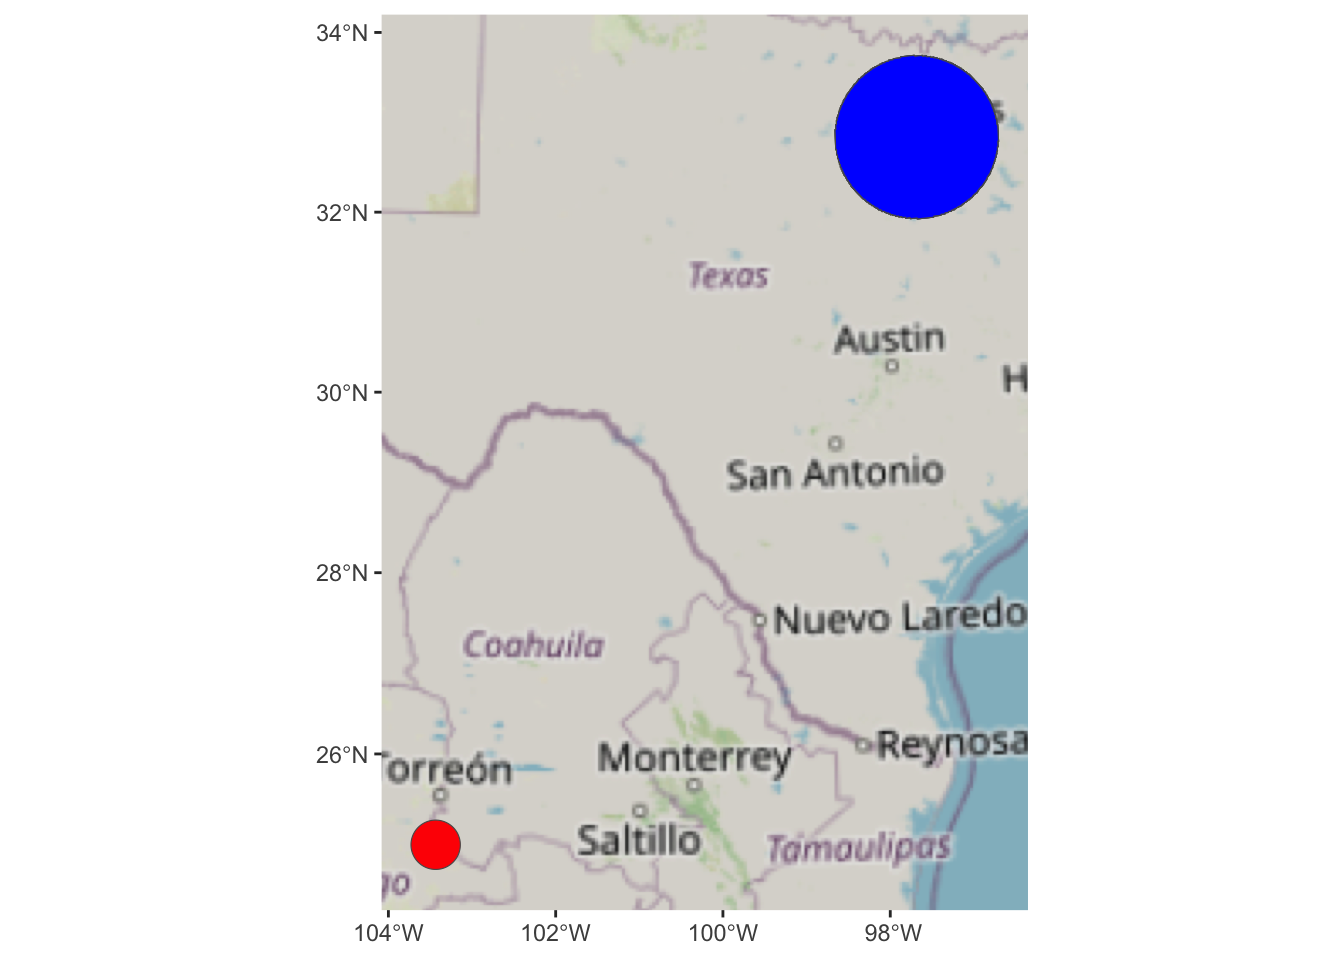 34°N
32°N
Texas
Austin
30°N
H
San Antonio
28°N
Nuevo Laredo
Coahuila
26°N
Reynosa
Monterrey
orreón
Saltillo
Tamaulipas
go
104°W 102°W 100°W 98°W